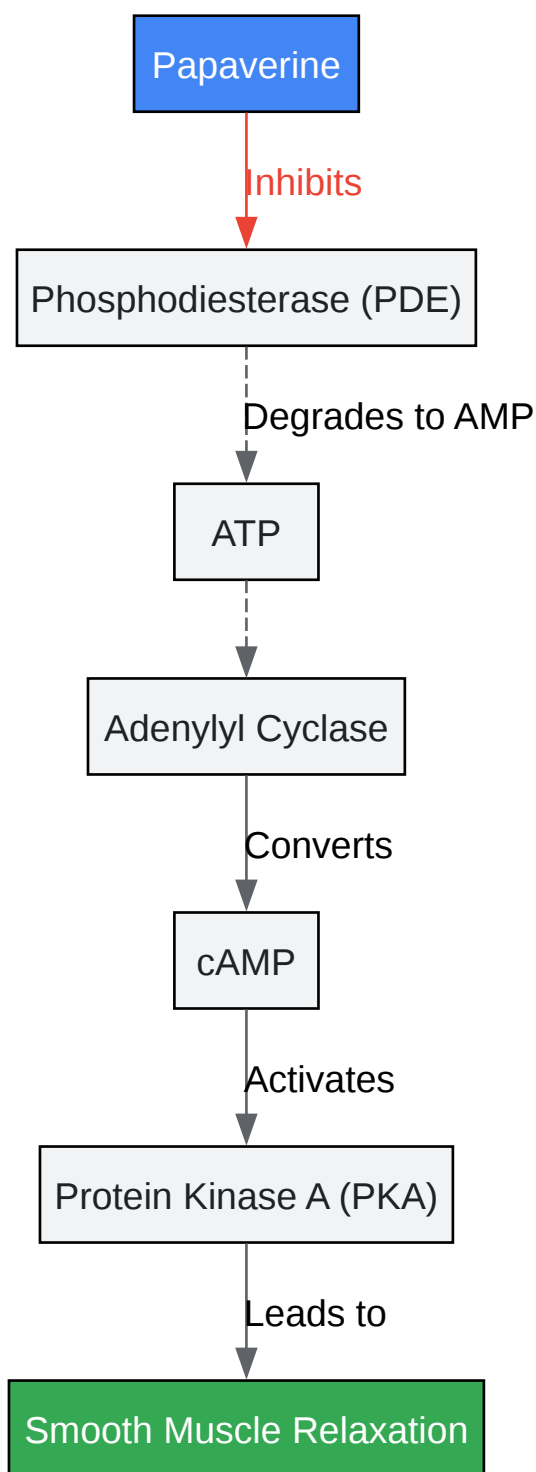 Papaverine
Inhibits
Phosphodiesterase (PDE)
Degrades to AMP
ATP
Adenylyl Cyclase
Converts
cAMP
Activates
Protein Kinase A (PKA)
Leads to
Smooth Muscle Relaxation